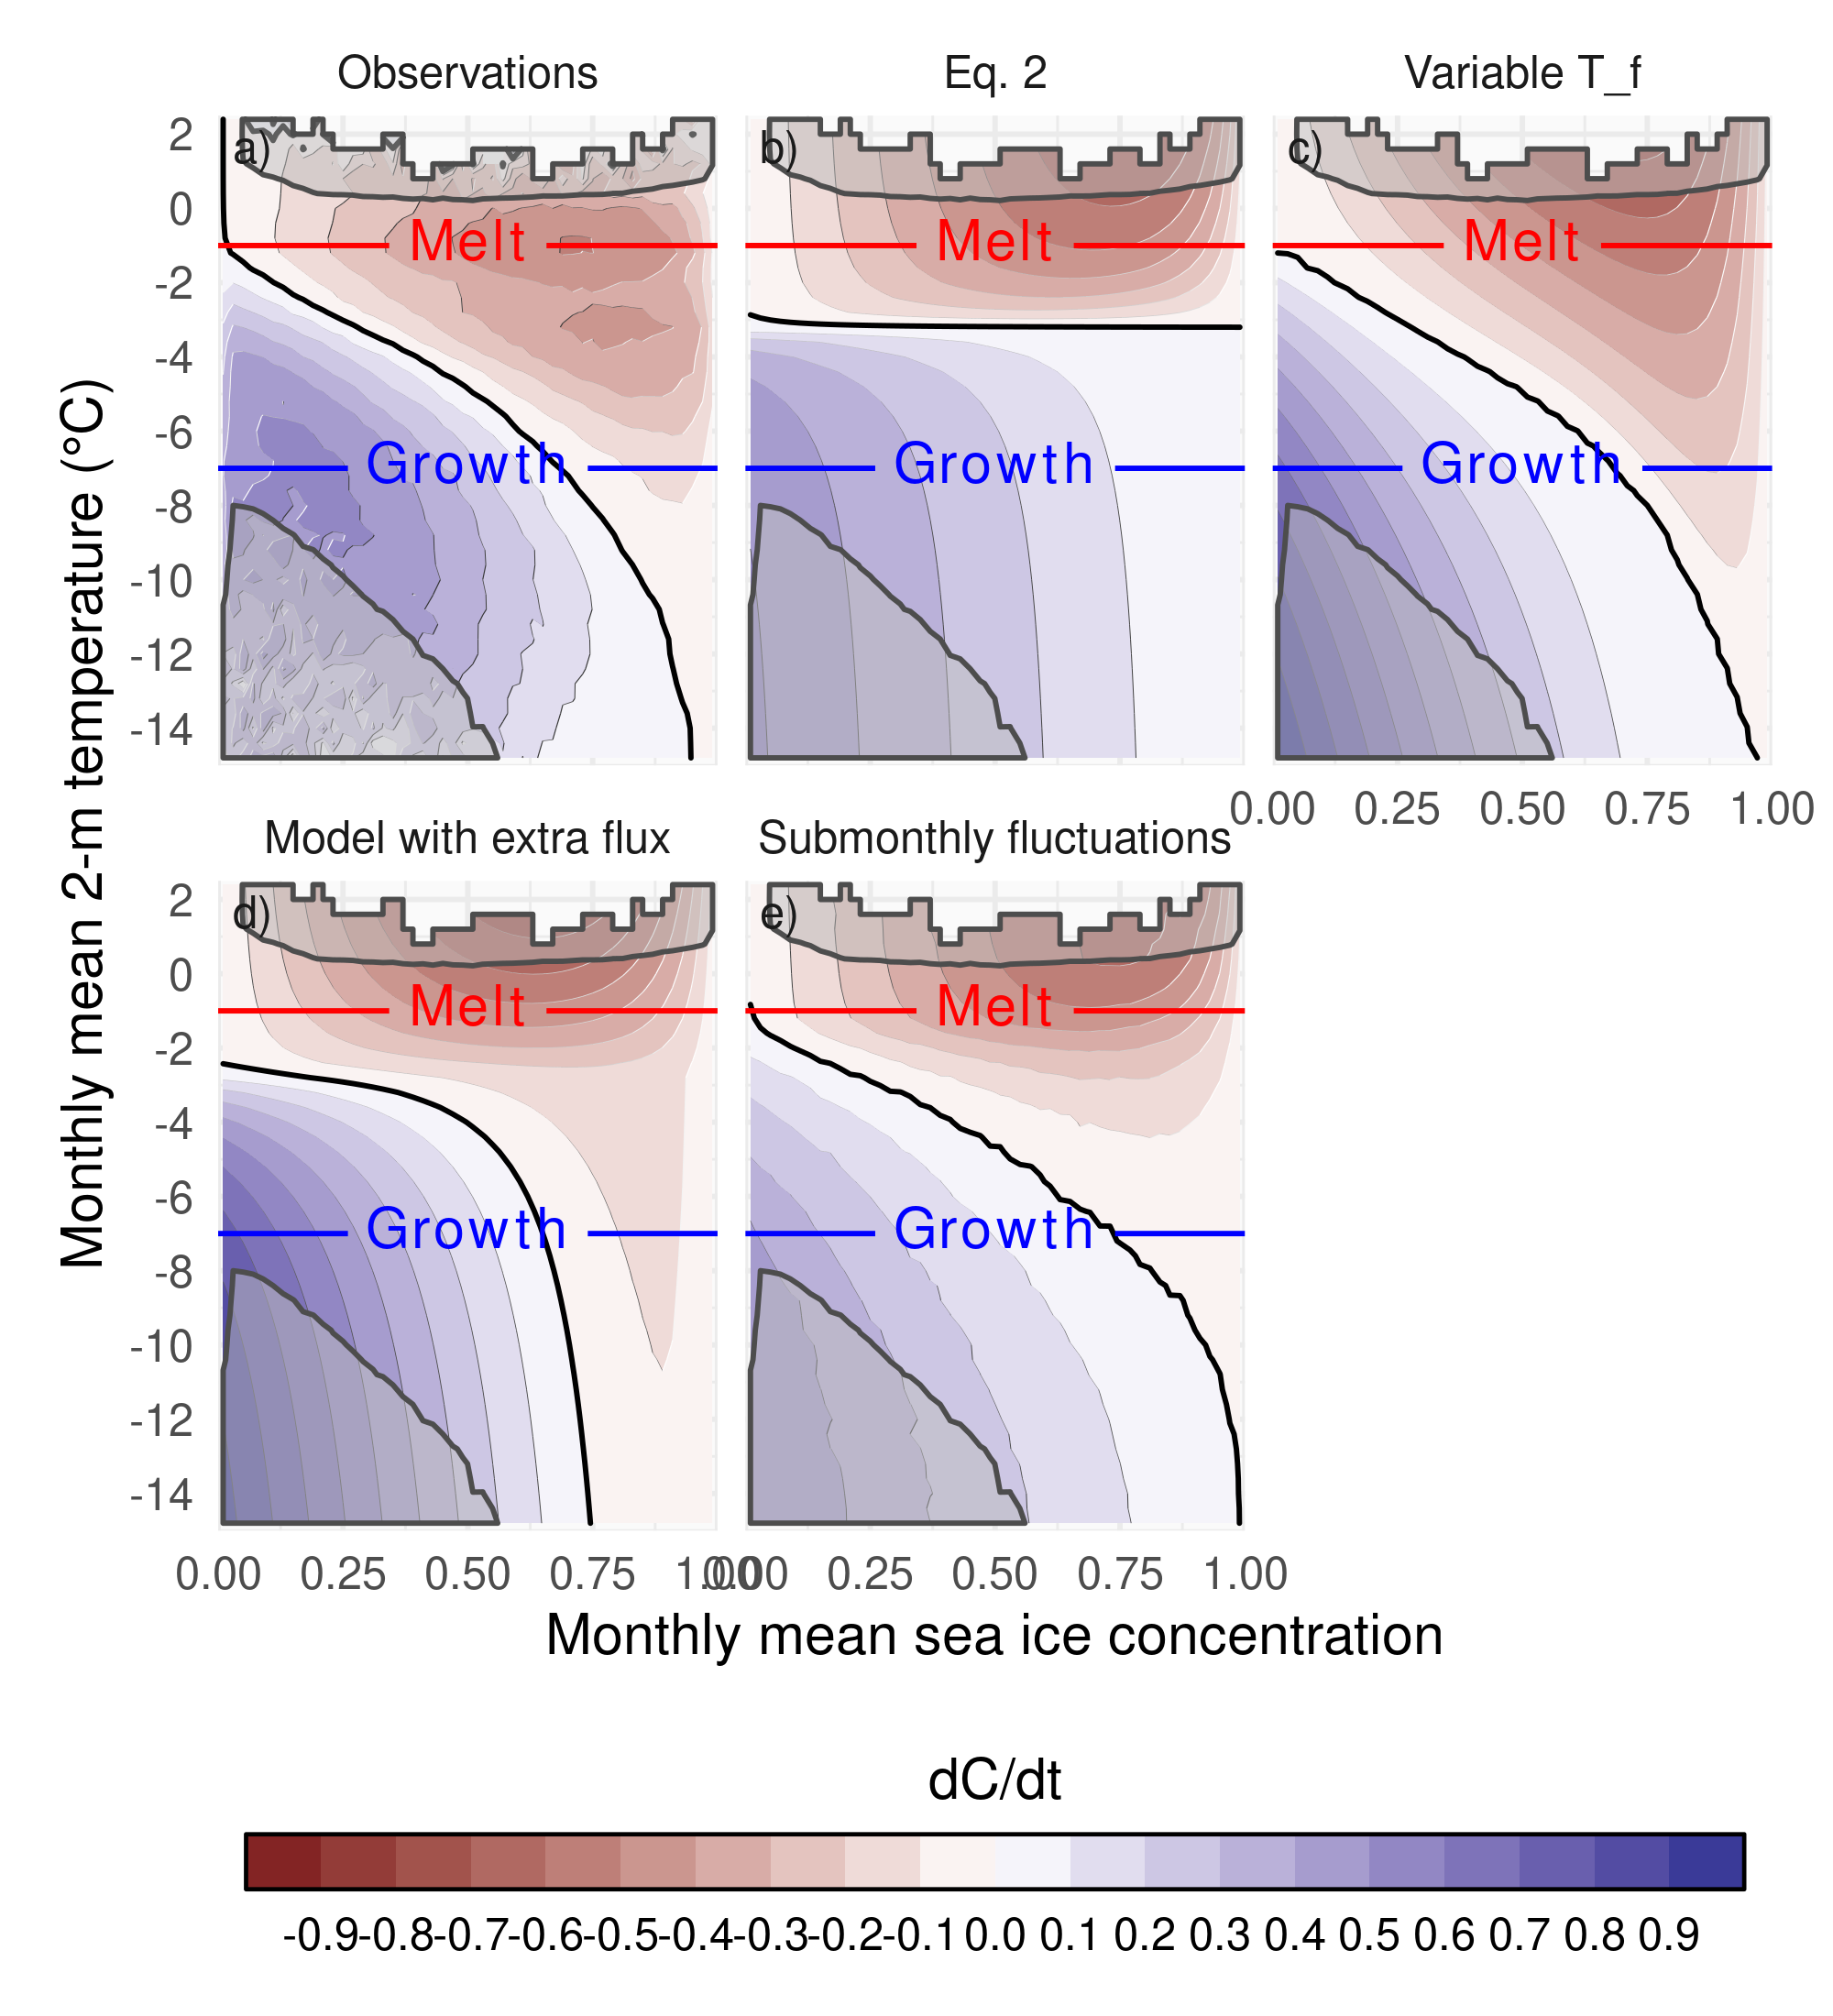 Observations
Eq. 2
Variable T_f
a)
b)
c)
2
0
-2
-4
-6
-8
-10
-12
-14
Melt
Melt
Melt
Growth
Growth
Growth
0.00 0.25 0.50 0.75 1.00
Model with extra flux
Submonthly fluctuations
d)
e)
2
0
-2
-4
-6
-8
-10
-12
-14
Melt
Melt
Growth
Growth
0.00 0.25 0.50 0.75 1.00
0.00 0.25 0.50 0.75 1.00
Monthly mean 2-m temperature (°C)
Monthly mean sea ice concentration
dC/dt
-0.9 -0.8 -0.7 -0.6 -0.5 -0.4 -0.3 -0.2 -0.1 0.0 0.1 0.2 0.3 0.4 0.5 0.6 0.7 0.8 0.9